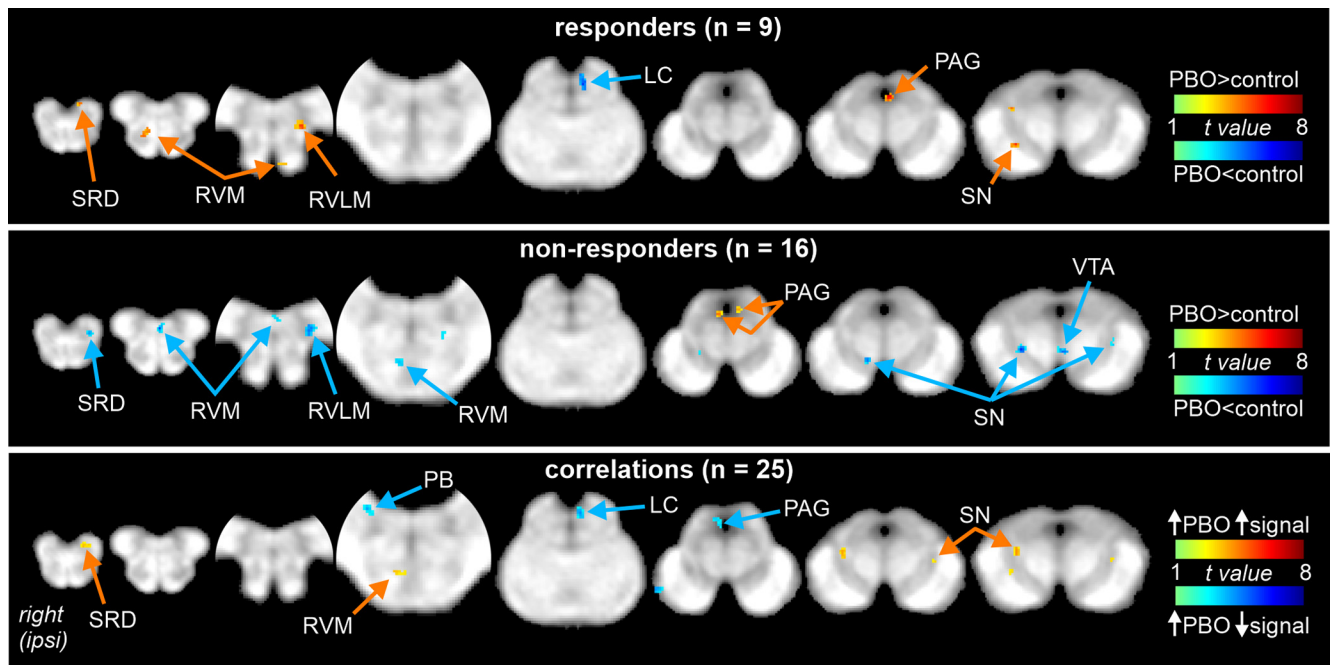 responders (n = 9)
LC
PAG
PBO>control
1 t value 8
PBO<control
SRD
RVM
RVLM
SN
non-responders (n = 16)
VTA
PAG
PBO>control
1 t value 8
PBO<control
SRD
RVM
RVLM
RVM
SN
correlations (n = 25)
PB
LC
PAG
SN
↑PBO ↑signal
1 t value 8
↑PBO ↓signal
right
(ipsi)
SRD
RVM